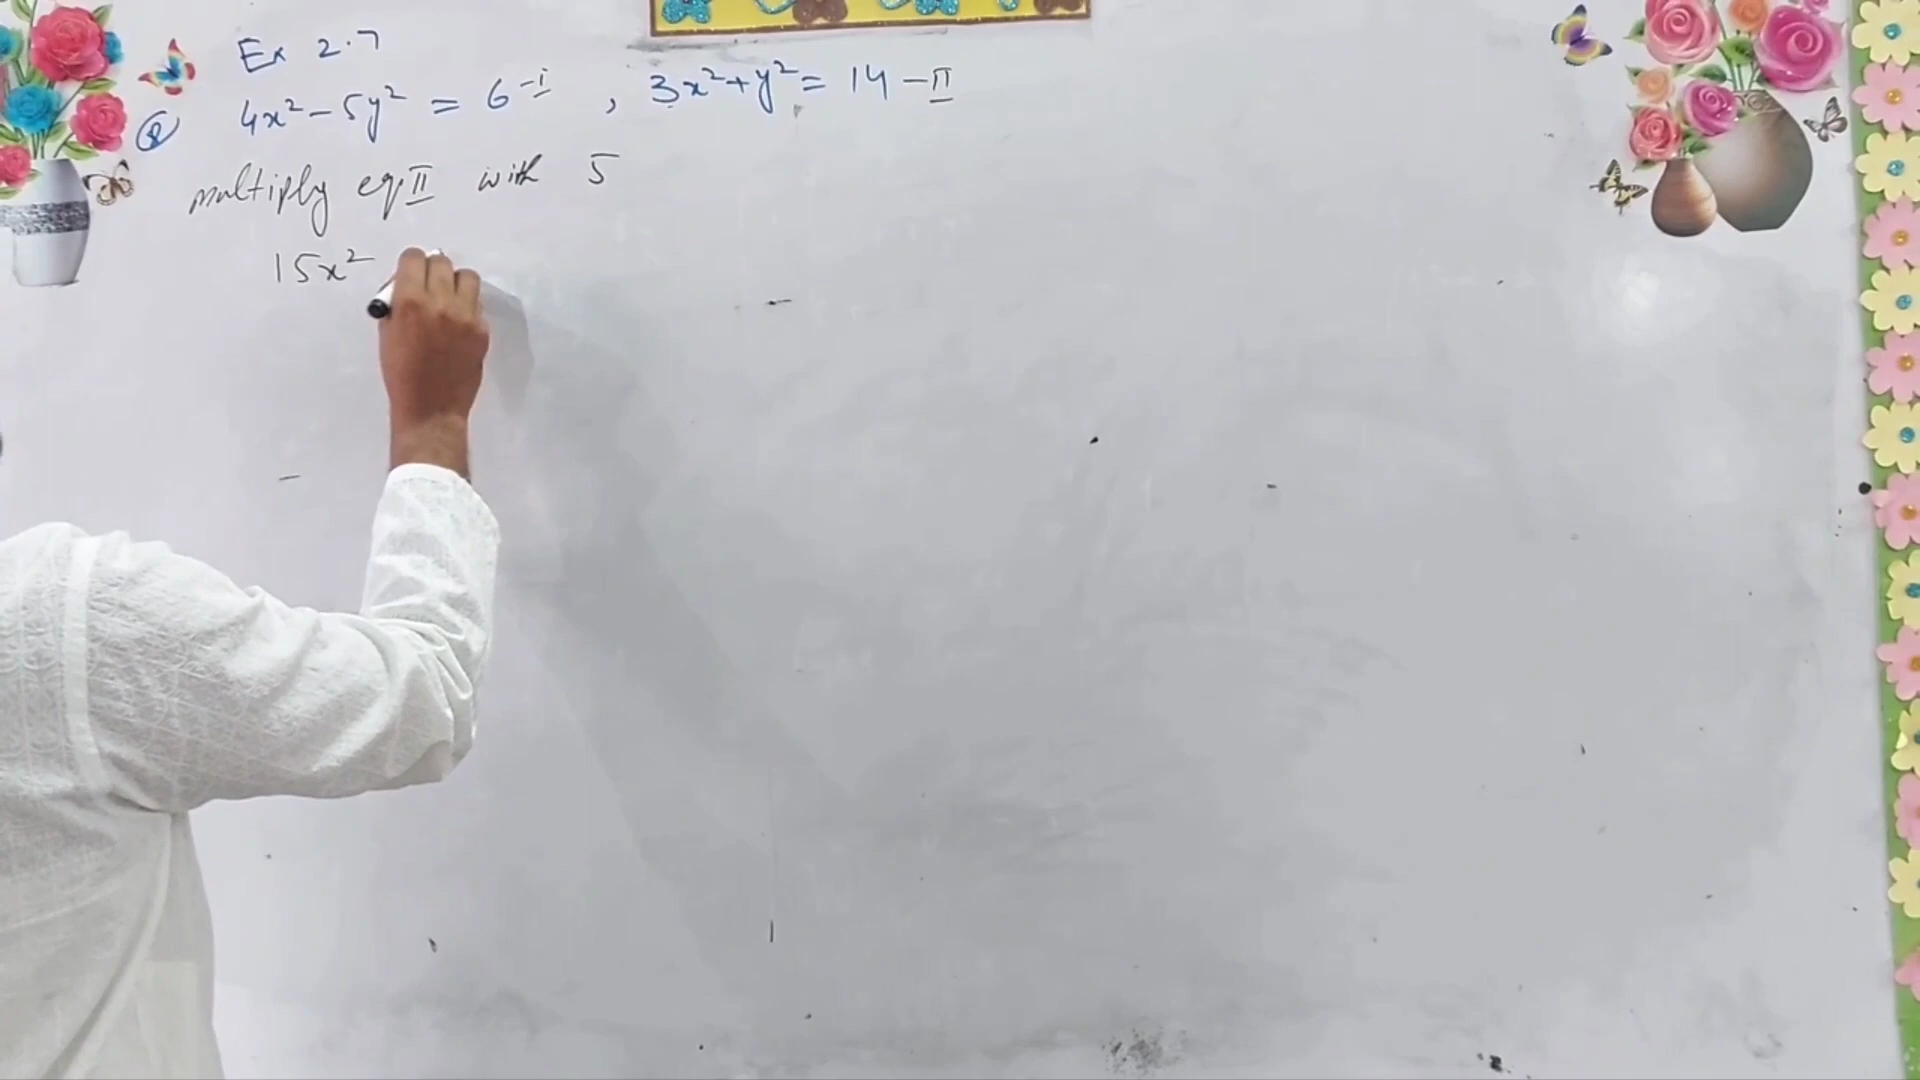 Ex 2.7
Q 4x² - 5y² = 6 - I , 3x² + y² = 14 - II
multiply eq II with 5
15x²